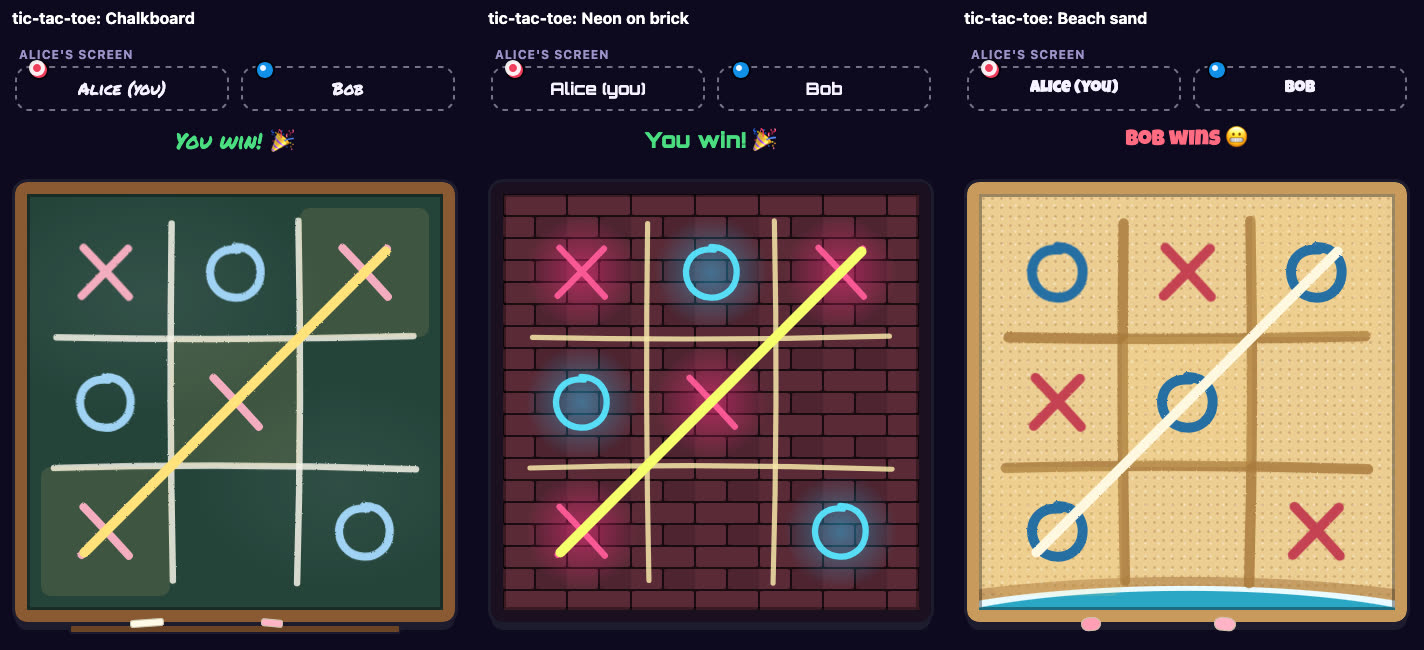 tic-tac-toe: Chalkboard
ALICE'S SCREEN
Alice (you)
Bob
You win! 🎉
tic-tac-toe: Neon on brick
ALICE'S SCREEN
Alice (you)
Bob
You win! 🎉
tic-tac-toe: Beach sand
ALICE'S SCREEN
Alice (you)
Bob
Bob wins 😬